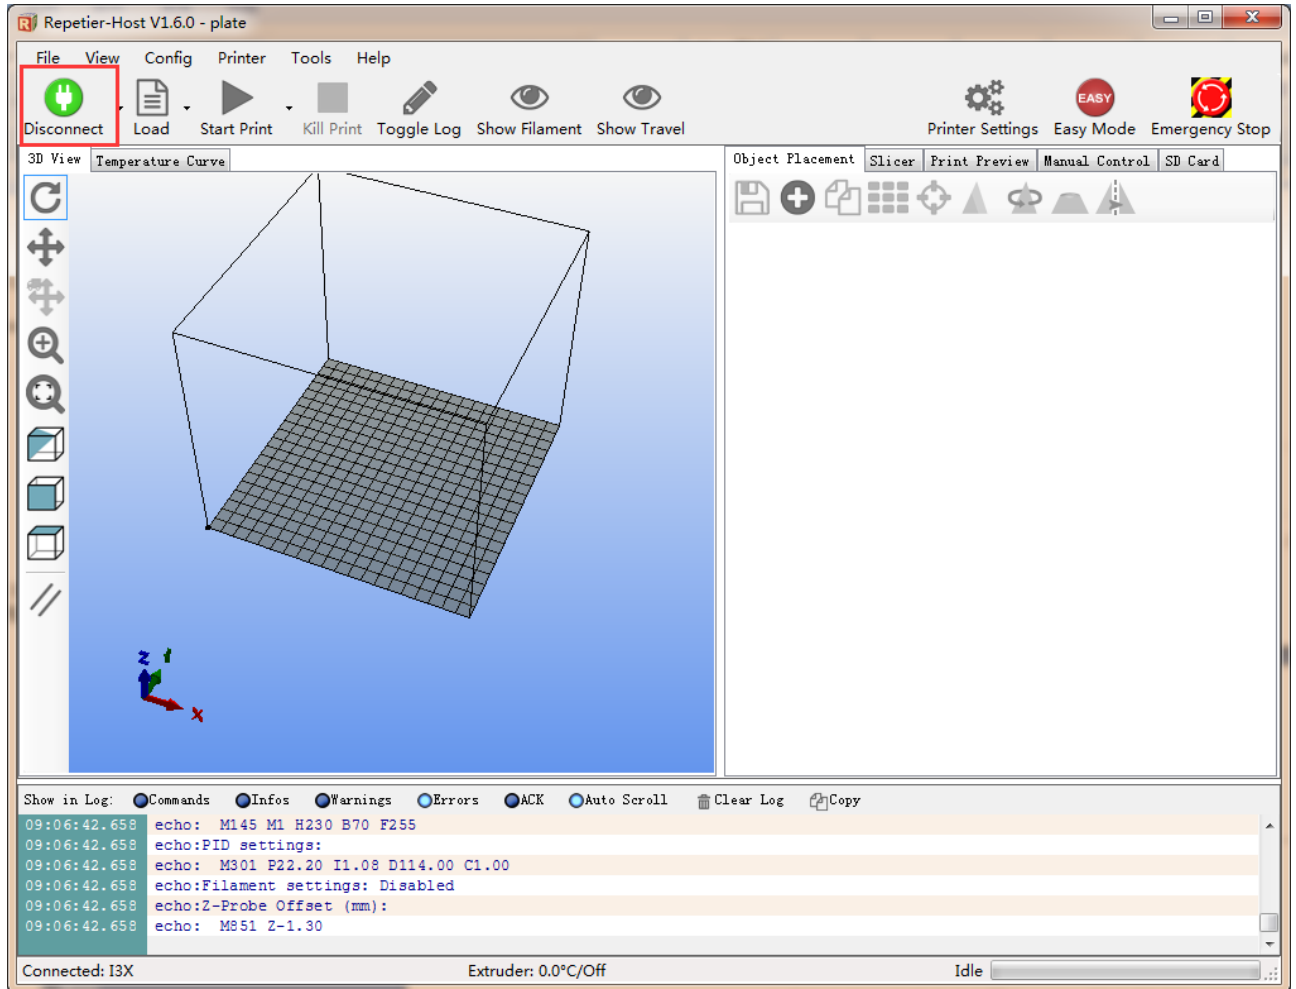 Repetier-Host V1.6.0 - plate
File View Config Printer Tools Help
EASY
Disconnect Load Start Print Kill Print Toggle Log Show Filament Show Travel Printer Settings Easy Mode Emergency Stop
3D View Temperature Curve
Object Placement Slicer Print Preview Manual Control SD Card
Z Y
X
Show in Log: Commands Infos Warnings Errors ACK Auto Scroll Clear Log Copy
09:06:42.658 echo: M145 M1 H230 B70 F255
09:06:42.658 echo:PID settings:
09:06:42.658 echo: M301 P22.20 I1.08 D114.00 C1.00
09:06:42.658 echo:Filament settings: Disabled
09:06:42.658 echo:Z-Probe Offset (mm):
09:06:42.658 echo: M851 Z-1.30
Connected: I3X Extruder: 0.0°C/Off Idle